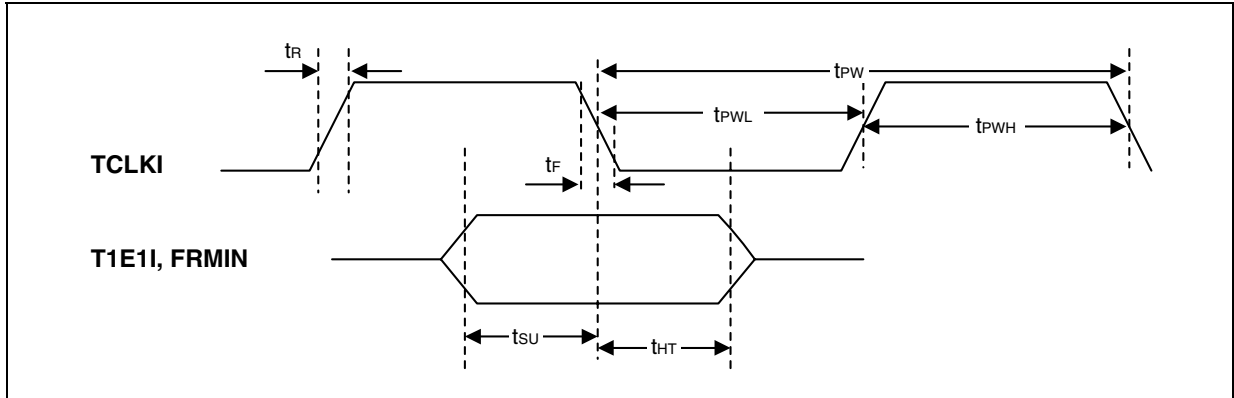 tR
tPW
tPWL
tPWH
TCLKI
tF
T1E1I, FRMIN
tSU
tHT